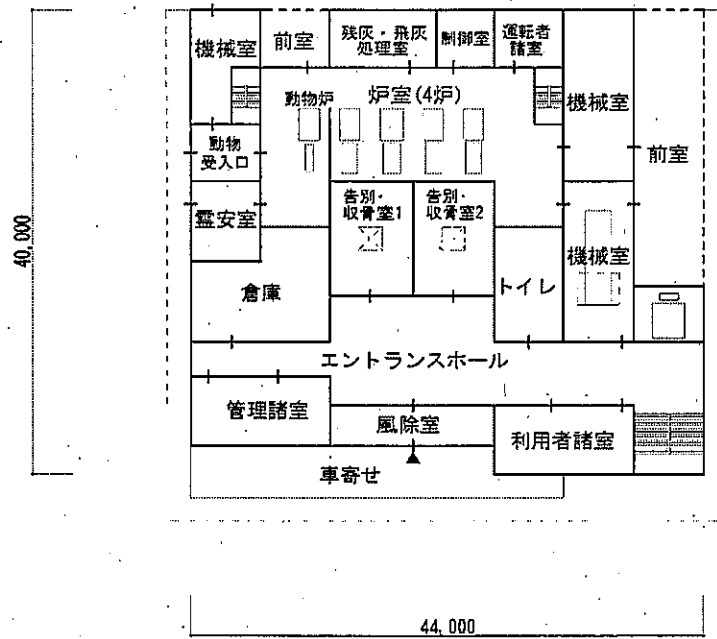 機械室
前室
残灰・飛灰
処理室
制御室
運転者
諸室
動物炉
炉室(4炉)
機械室
動物
受入口
前室
霊安室
告別・
収骨室1
告別・
収骨室2
機械室
倉庫
トイレ
エントランスホール
管理諸室
風除室
利用者諸室
車寄せ
40,000
44,000